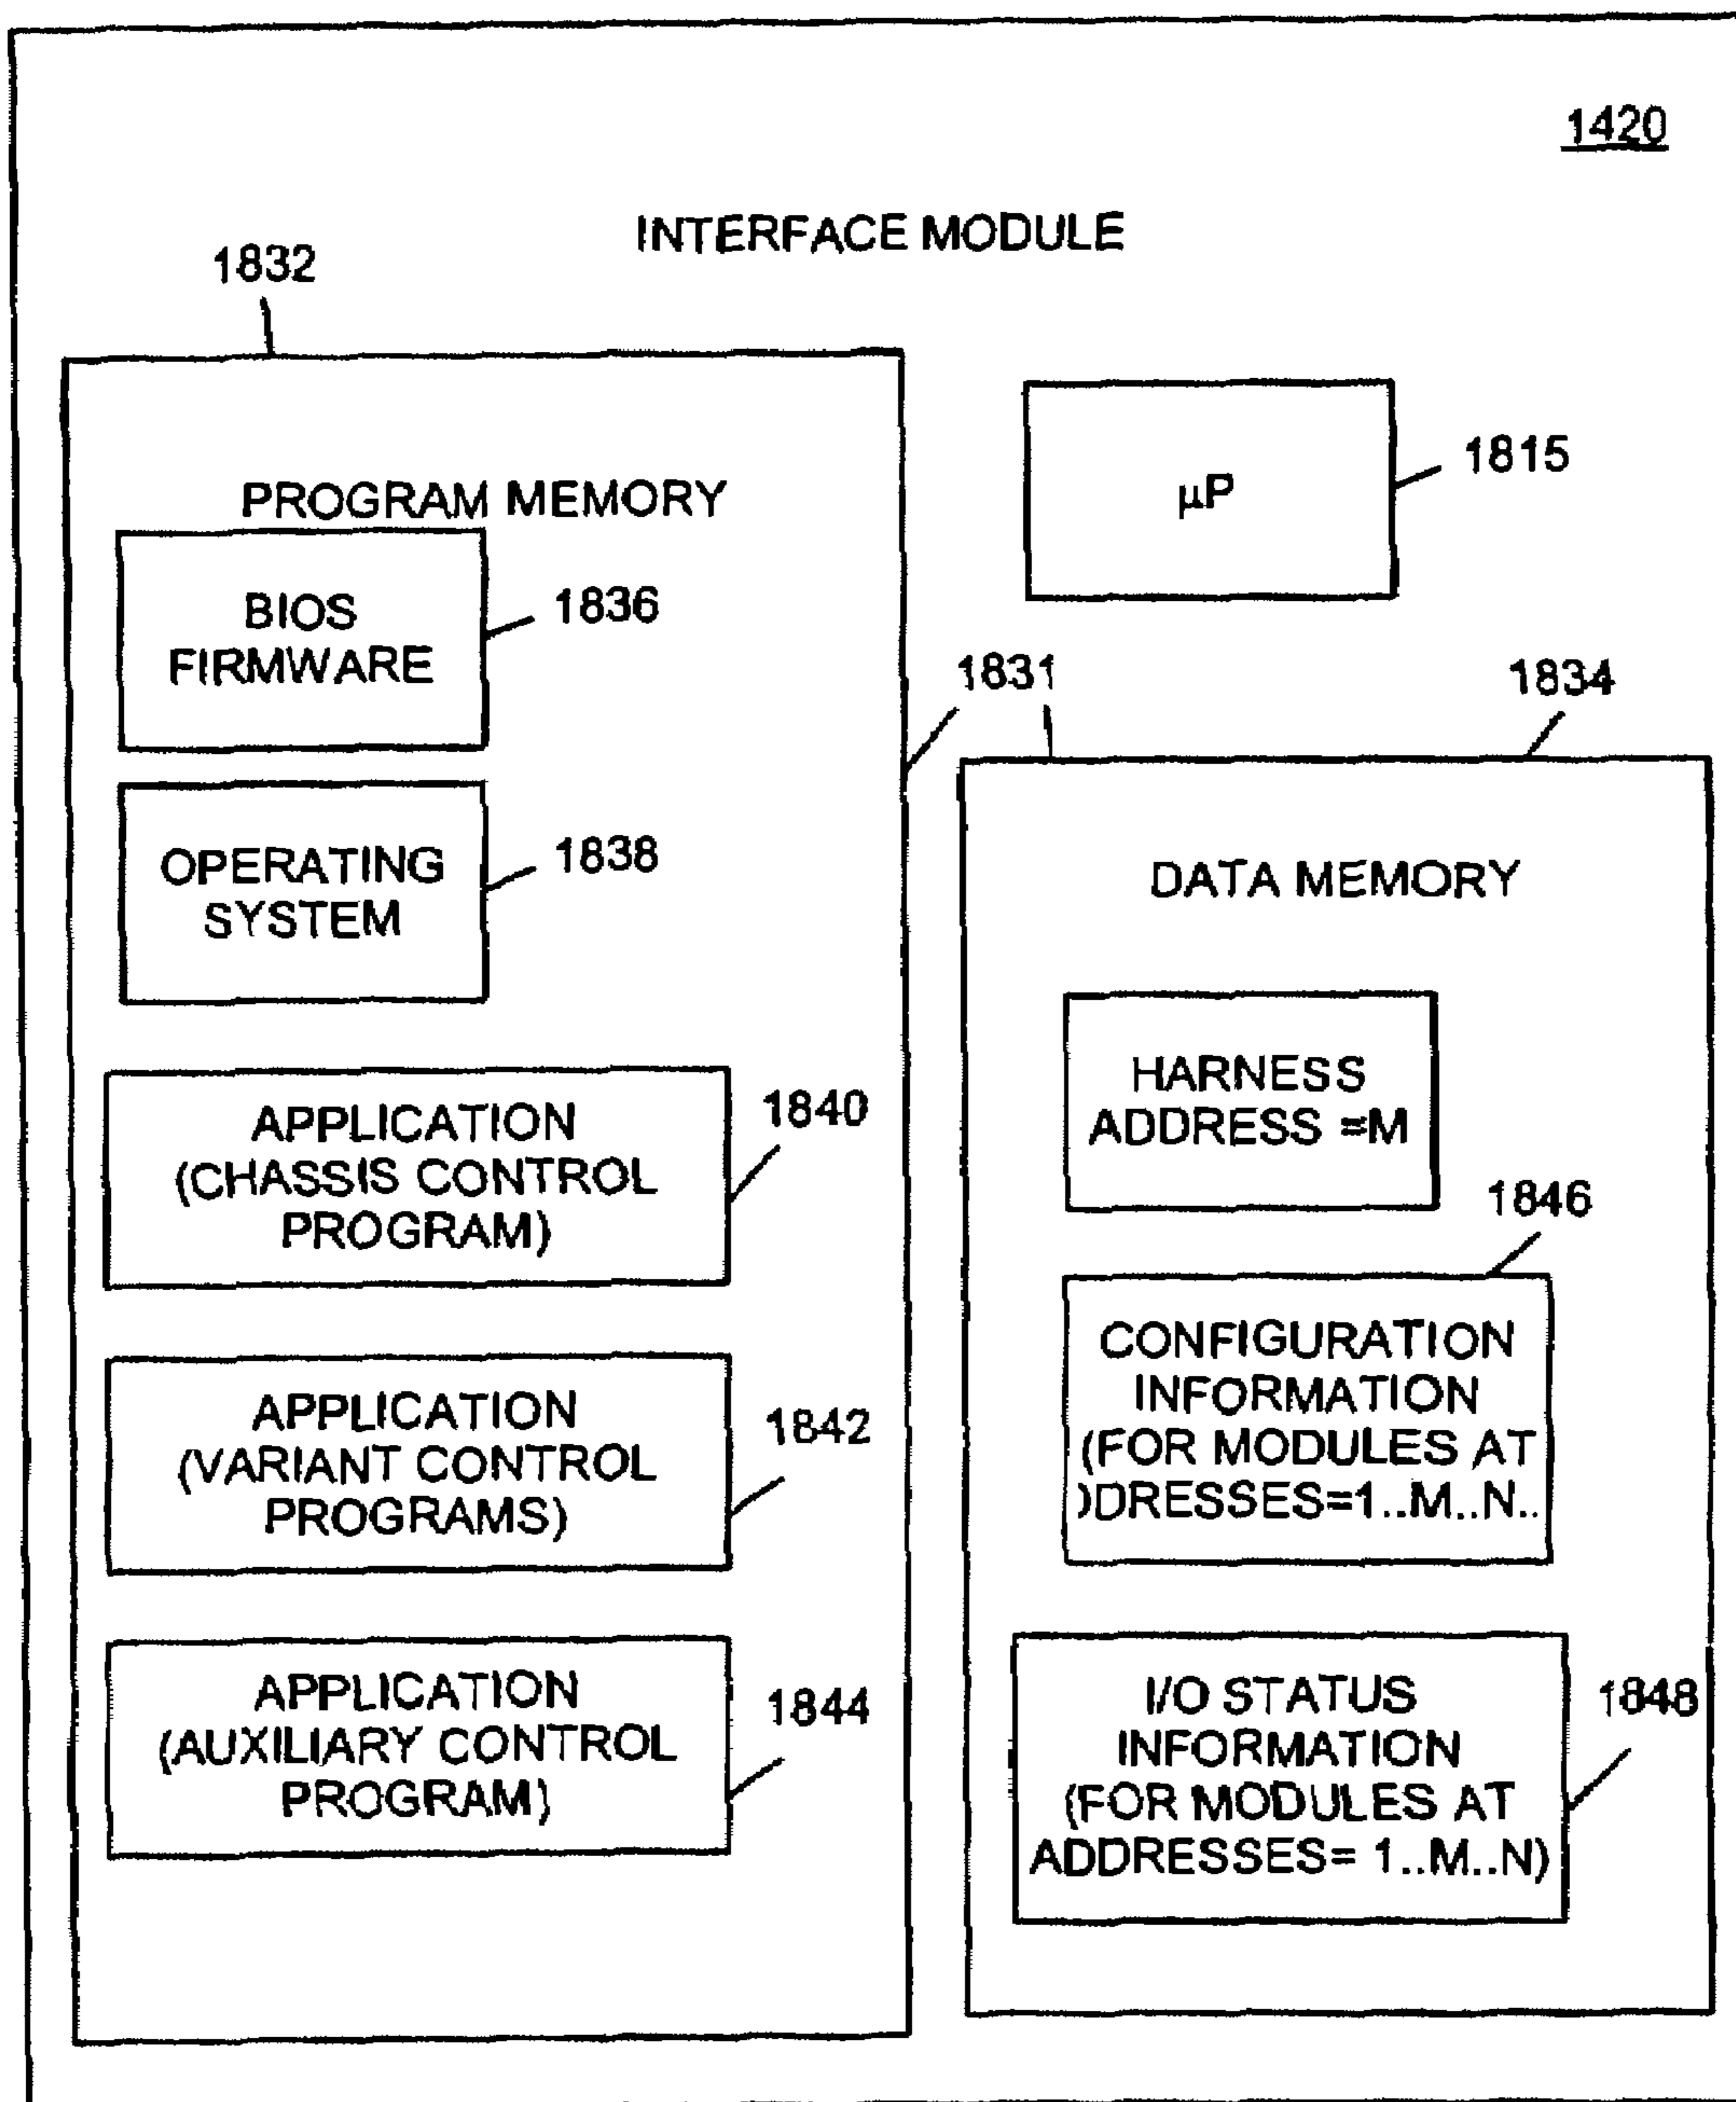 1420
INTERFACE MODULE
1832
PROGRAM MEMORY
BIOS
FIRMWARE
1836
OPERATING
SYSTEM
1838
APPLICATION
(CHASSIS CONTROL
PROGRAM)
1840
APPLICATION
(VARIANT CONTROL
PROGRAMS)
1842
APPLICATION
(AUXILIARY CONTROL
PROGRAM)
1844
µP
1815
1831
1834
DATA MEMORY
HARNESS
ADDRESS =M
1846
CONFIGURATION
INFORMATION
(FOR MODULES AT
DDRESSES=1..M..N..
I/O STATUS
INFORMATION
(FOR MODULES AT
ADDRESSES= 1..M..N)
1848